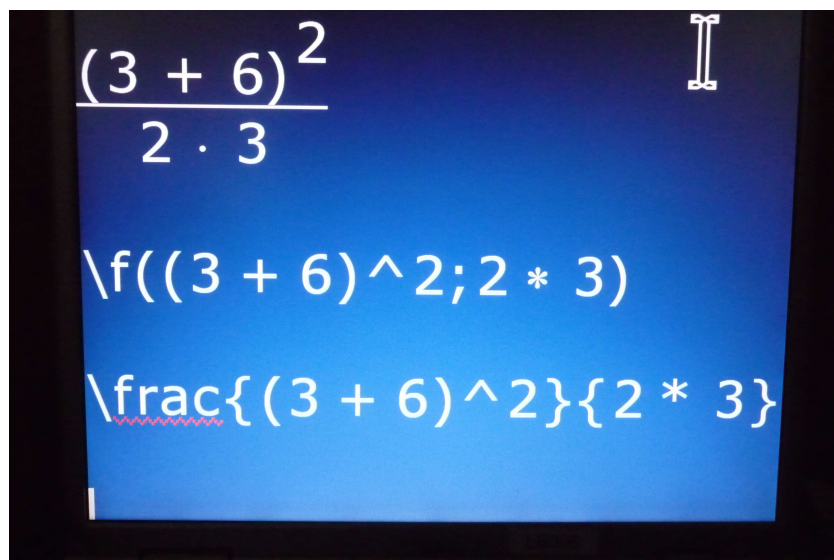 (3 + 6)²
2 · 3
\f((3 + 6)^2;2 * 3)
\frac{(3 + 6)^2}{2 * 3}